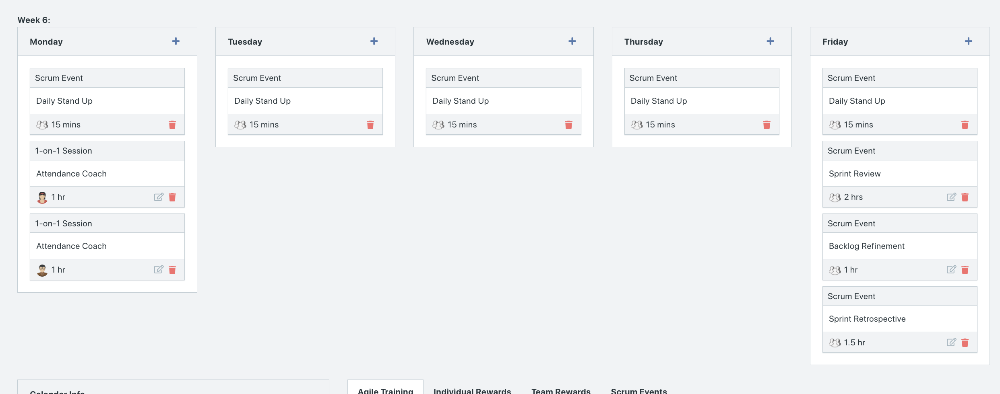 Week 6:
Monday
Scrum Event
Daily Stand Up
15 mins
1-on-1 Session
Attendance Coach
1 hr
1-on-1 Session
Attendance Coach
1 hr
Tuesday
Scrum Event
Daily Stand Up
15 mins
Wednesday
Scrum Event
Daily Stand Up
15 mins
Thursday
Scrum Event
Daily Stand Up
15 mins
Friday
Scrum Event
Daily Stand Up
15 mins
Scrum Event
Sprint Review
2 hrs
Scrum Event
Backlog Refinement
1 hr
Scrum Event
Sprint Retrospective
1.5 hr
Calendar Info
Agile Training
Individual Rewards
Team Rewards
Scrum Events